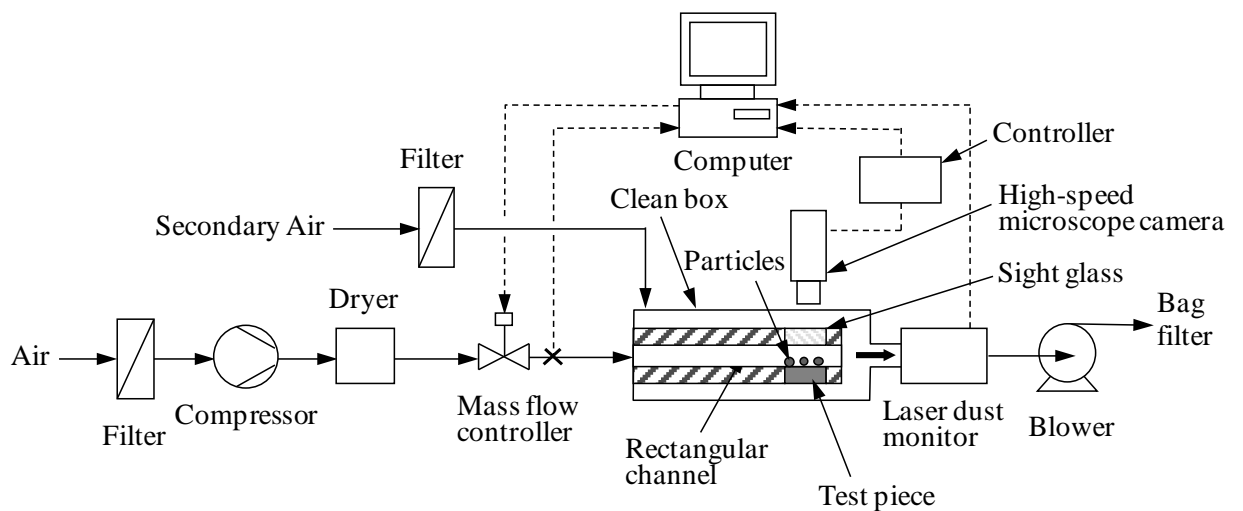 Computer
Controller
Filter
High-speed
microscope camera
Clean box
Secondary Air
Particles
Sight glass
Dryer
Bag
filter
Air
Compressor
Mass flow
controller
Filter
Rectangular
channel
Laser dust
monitor
Blower
Test piece